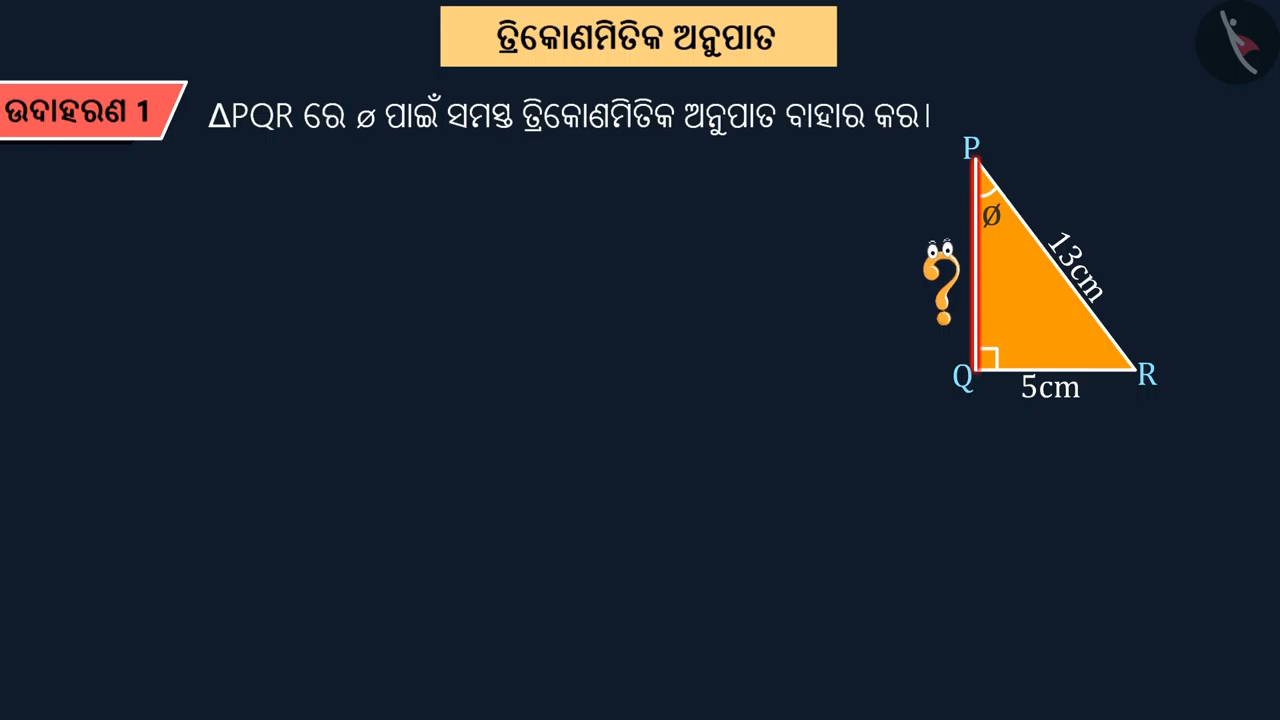 ତ୍ରିକୋଣମିତିକ ଅନୁପାତ
ଉଦାହରଣ 1
ΔPQR ରେ ø ପାଇଁ ସମସ୍ତ ତ୍ରିକୋଣମିତିକ ଅନୁପାତ ବାହାର କର।
P
ø
13cm
?
Q
R
5cm